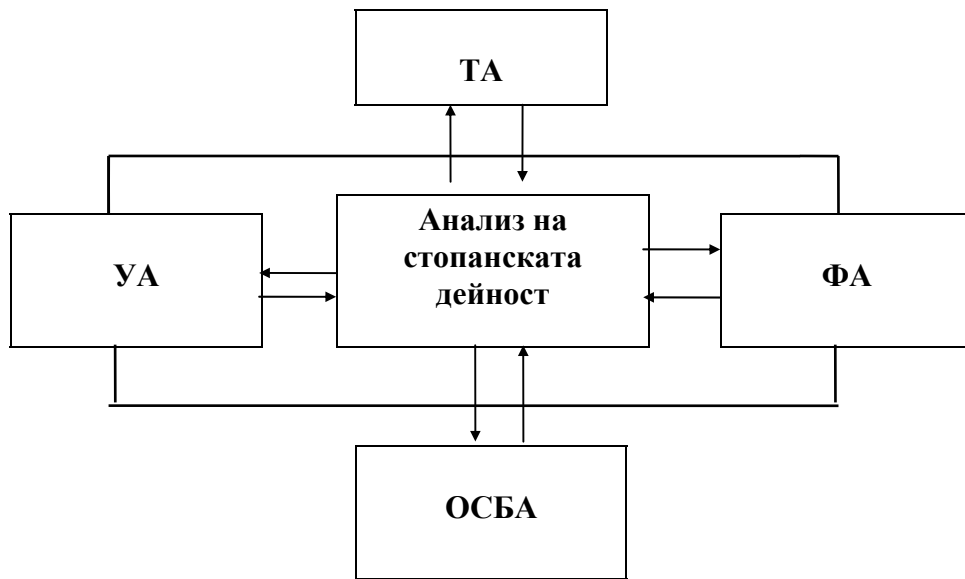 ТА
УА
Анализ на
стопанската
дейност
ФА
ОСБА